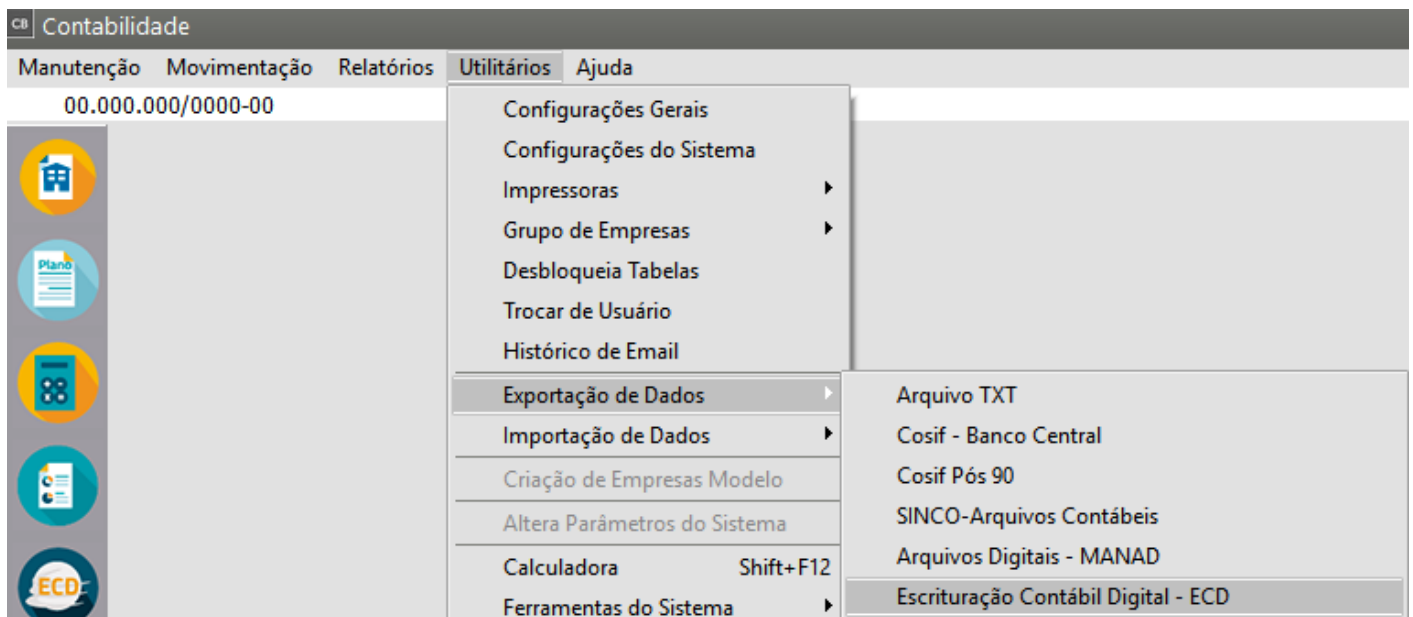 CB Contabilidade
Manutenção Movimentação Relatórios Utilitários Ajuda
00.000.000/0000-00
Configurações Gerais
Configurações do Sistema
Impressoras
Grupo de Empresas
Desbloqueia Tabelas
Trocar de Usuário
Histórico de Email
Exportação de Dados
Importação de Dados
Criação de Empresas Modelo
Altera Parâmetros do Sistema
Calculadora Shift+F12
Ferramentas do Sistema
Arquivo TXT
Cosif - Banco Central
Cosif Pós 90
SINCO-Arquivos Contábeis
Arquivos Digitais - MANAD
Escrituração Contábil Digital - ECD
Plano
ECD